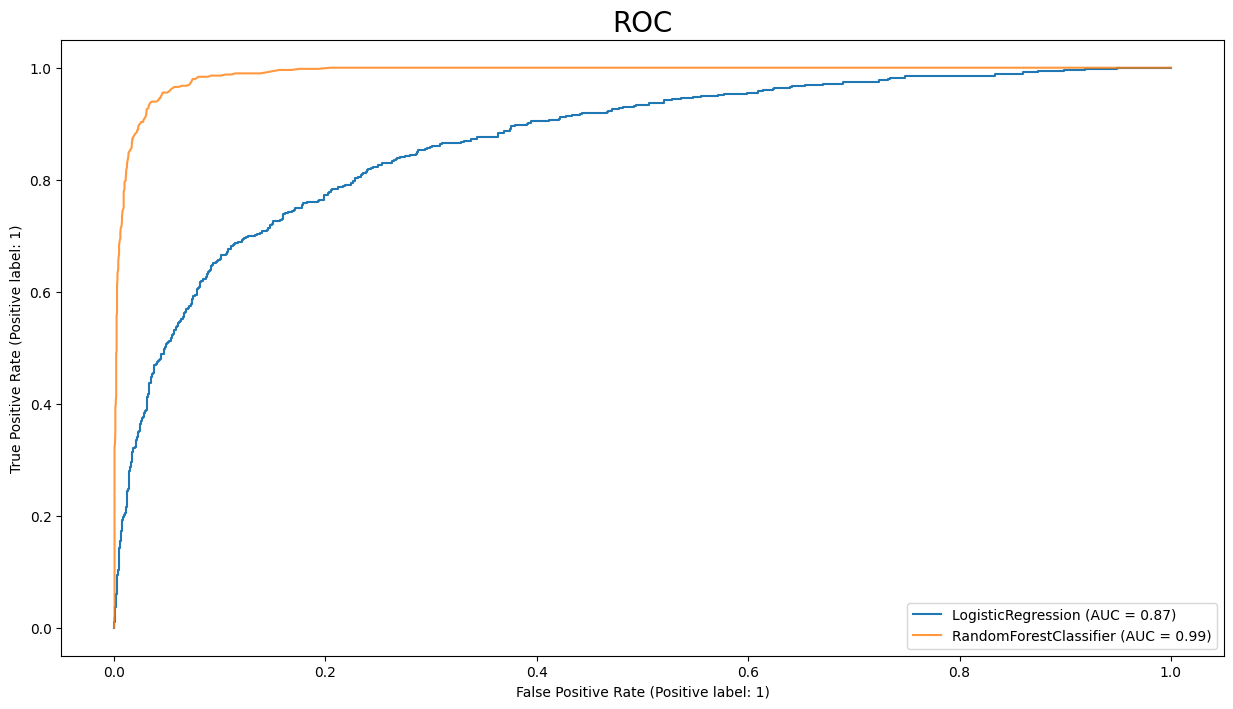 ROC
True Positive Rate (Positive label: 1)
1.0
0.8
0.6
0.4
0.2
0.0
LogisticRegression (AUC = 0.87)
RandomForestClassifier (AUC = 0.99)
0.0 0.2 0.4 0.6 0.8 1.0
False Positive Rate (Positive label: 1)